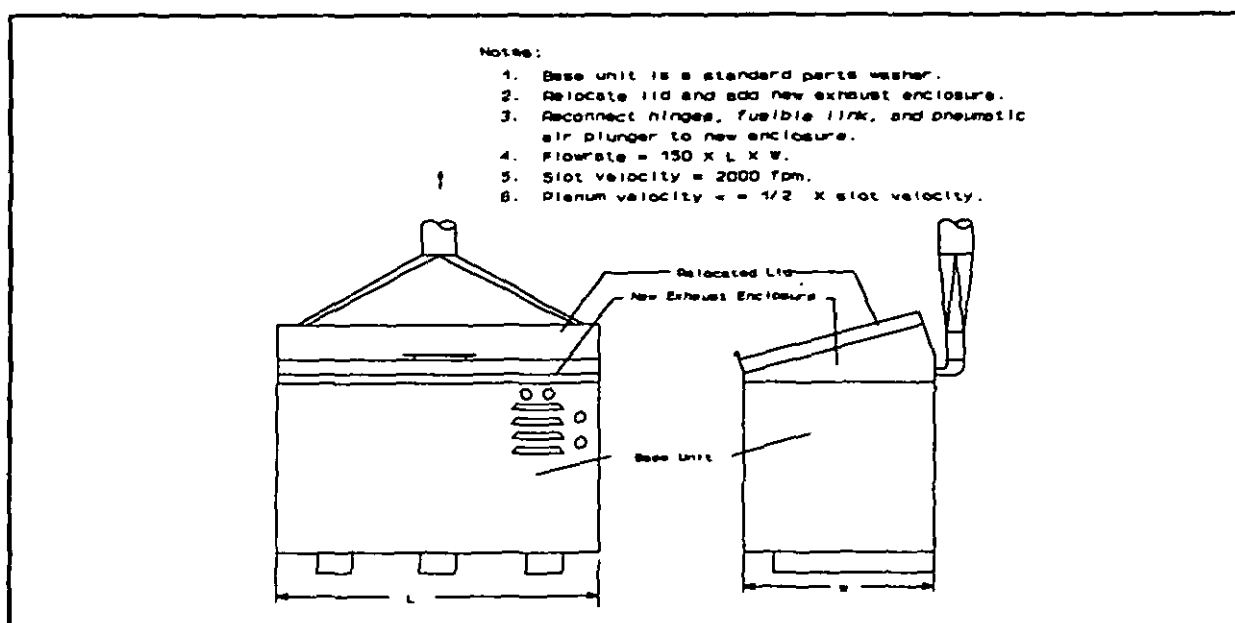 Notes:
1. Base unit is a standard parts washer.
2. Relocate lid and add new exhaust enclosure.
3. Reconnect hinges, fusible link, and pneumatic
air plunger to new enclosure.
4. Flowrate = 150 X L X W.
5. Slot velocity = 2000 fpm.
6. Plenum velocity < = 1/2 X slot velocity.
Relocated Lid
New Exhaust Enclosure
Base Unit
L
W